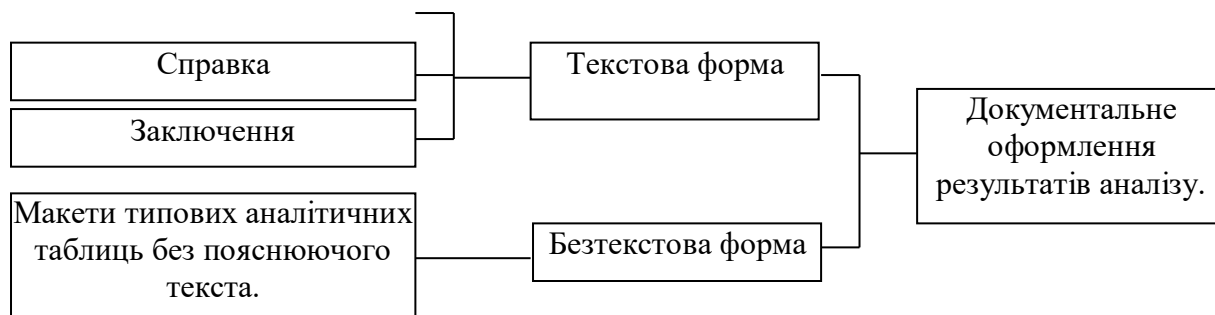 Справка
Заключення
Макети типових аналітичних
таблиць без пояснюючого
текста.
Текстова форма
Безтекстова форма
Документальне
оформлення
результатів аналізу.